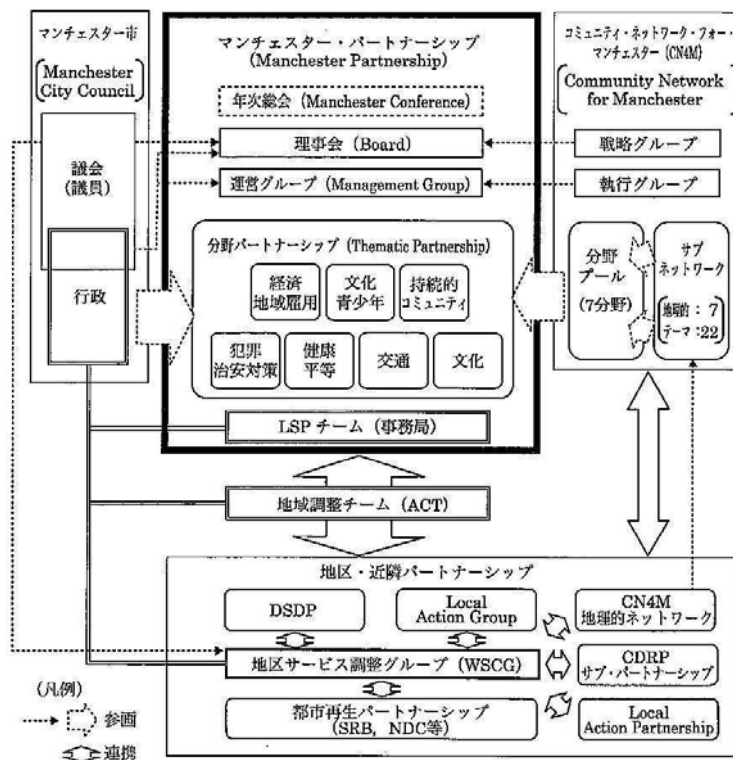 マンチェスター市
[Manchester
City Council]
議会
(議員)
行政
マンチェスター・パートナーシップ
(Manchester Partnership)
年次総会 (Manchester Conference)
理事会 (Board)
運営グループ (Management Group)
分野パートナーシップ (Thematic Partnership)
経済
地域雇用
文化
青少年
持続的
コミュニティ
犯罪
治安対策
健康
平等
交通
文化
LSP チーム (事務局)
コミュニティ・ネットワーク・フォー・
マンチェスター (CN4M)
[Community Network
for Manchester]
戦略グループ
執行グループ
分野
プール
(7分野)
サブ
ネットワーク
[地理的: 7
テーマ:22]
地域調整チーム (ACT)
地区・近隣パートナーシップ
DSDP
Local
Action Group
CN4M
地理的ネットワーク
地区サービス調整グループ (WSCG)
CDRP
サブ・パートナーシップ
都市再生パートナーシップ
(SRB, NDC等)
Local
Action Partnership
(凡例)
参画
連携